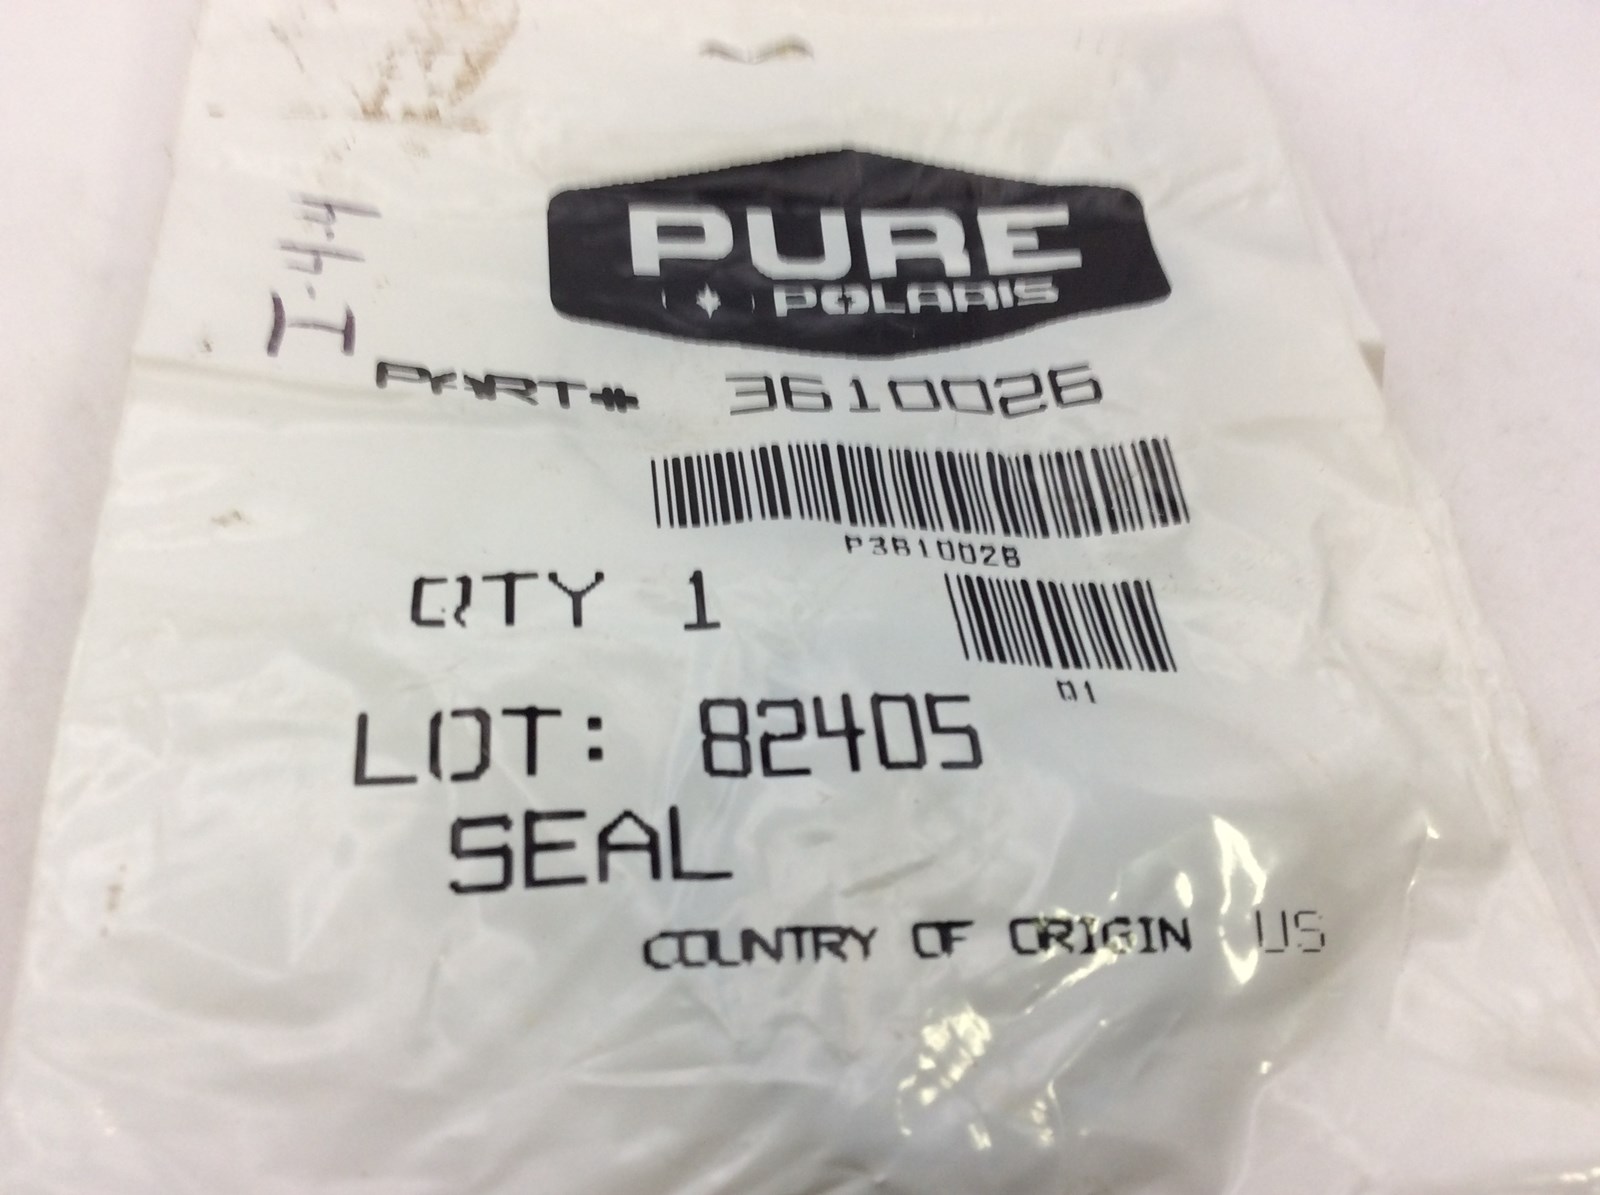 PURE
POLARIS
PART# 3610026
P3610026
QTY 1
01
LOT: 82405
SEAL
COUNTRY OF ORIGIN US